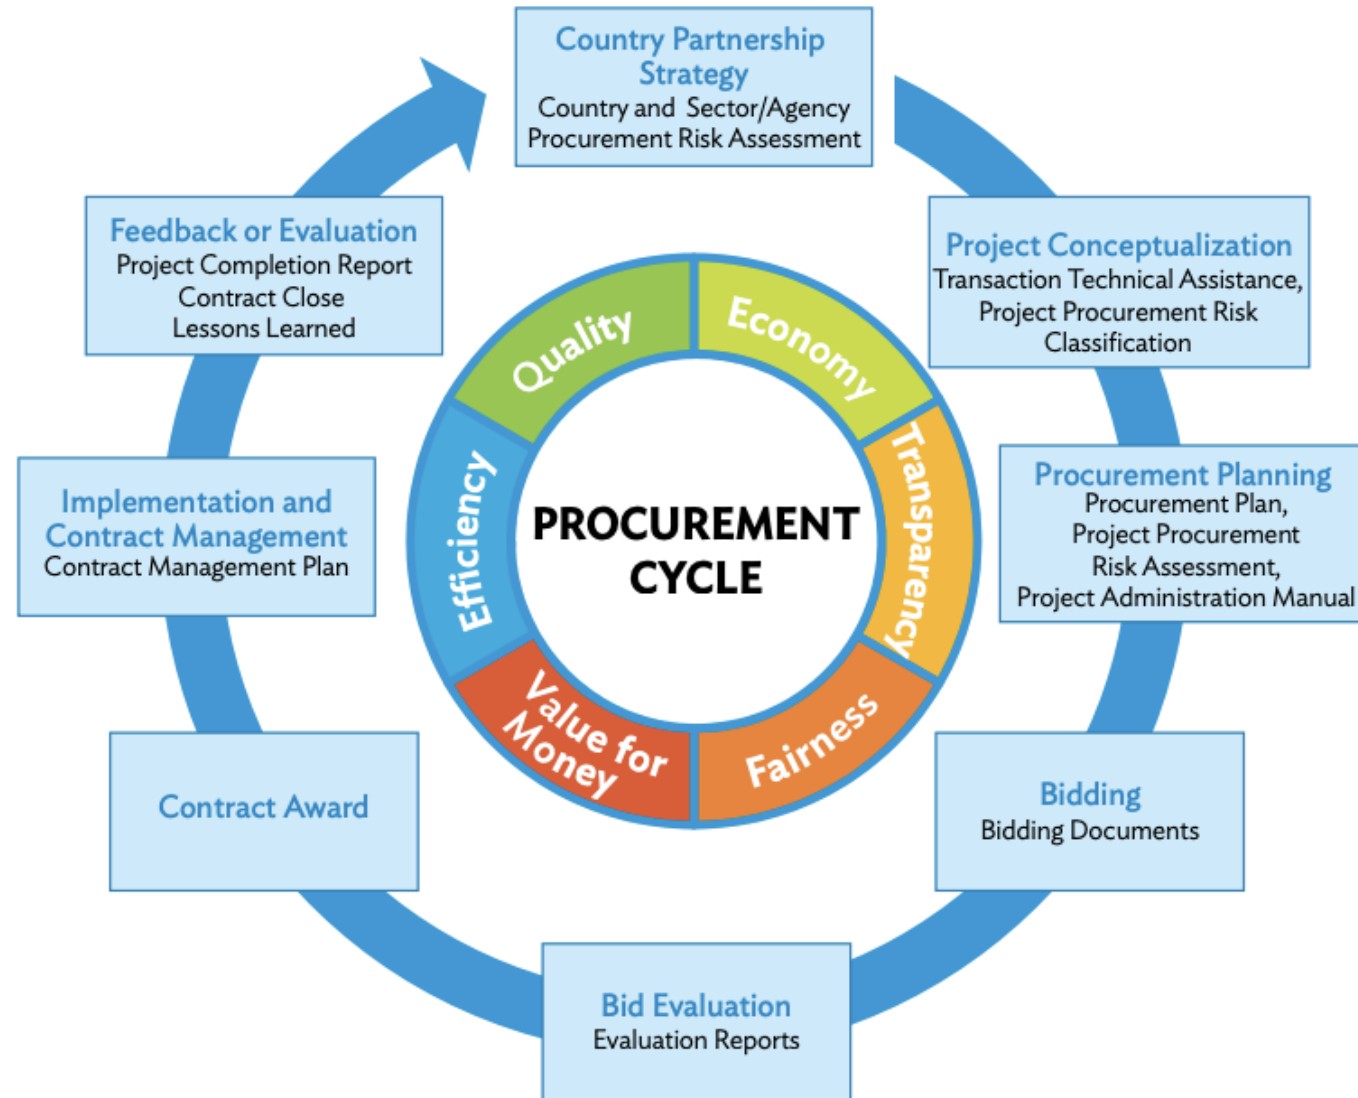 Country Partnership
Strategy
Country and Sector/Agency
Procurement Risk Assessment
Project Conceptualization
Transaction Technical Assistance,
Project Procurement Risk
Classification
Procurement Planning
Procurement Plan,
Project Procurement
Risk Assessment,
Project Administration Manual
Bidding
Bidding Documents
Bid Evaluation
Evaluation Reports
Contract Award
Implementation and
Contract Management
Contract Management Plan
Feedback or Evaluation
Project Completion Report
Contract Close
Lessons Learned
Quality
Economy
Transparency
Fairness
Value for
Money
Efficiency
PROCUREMENT
CYCLE